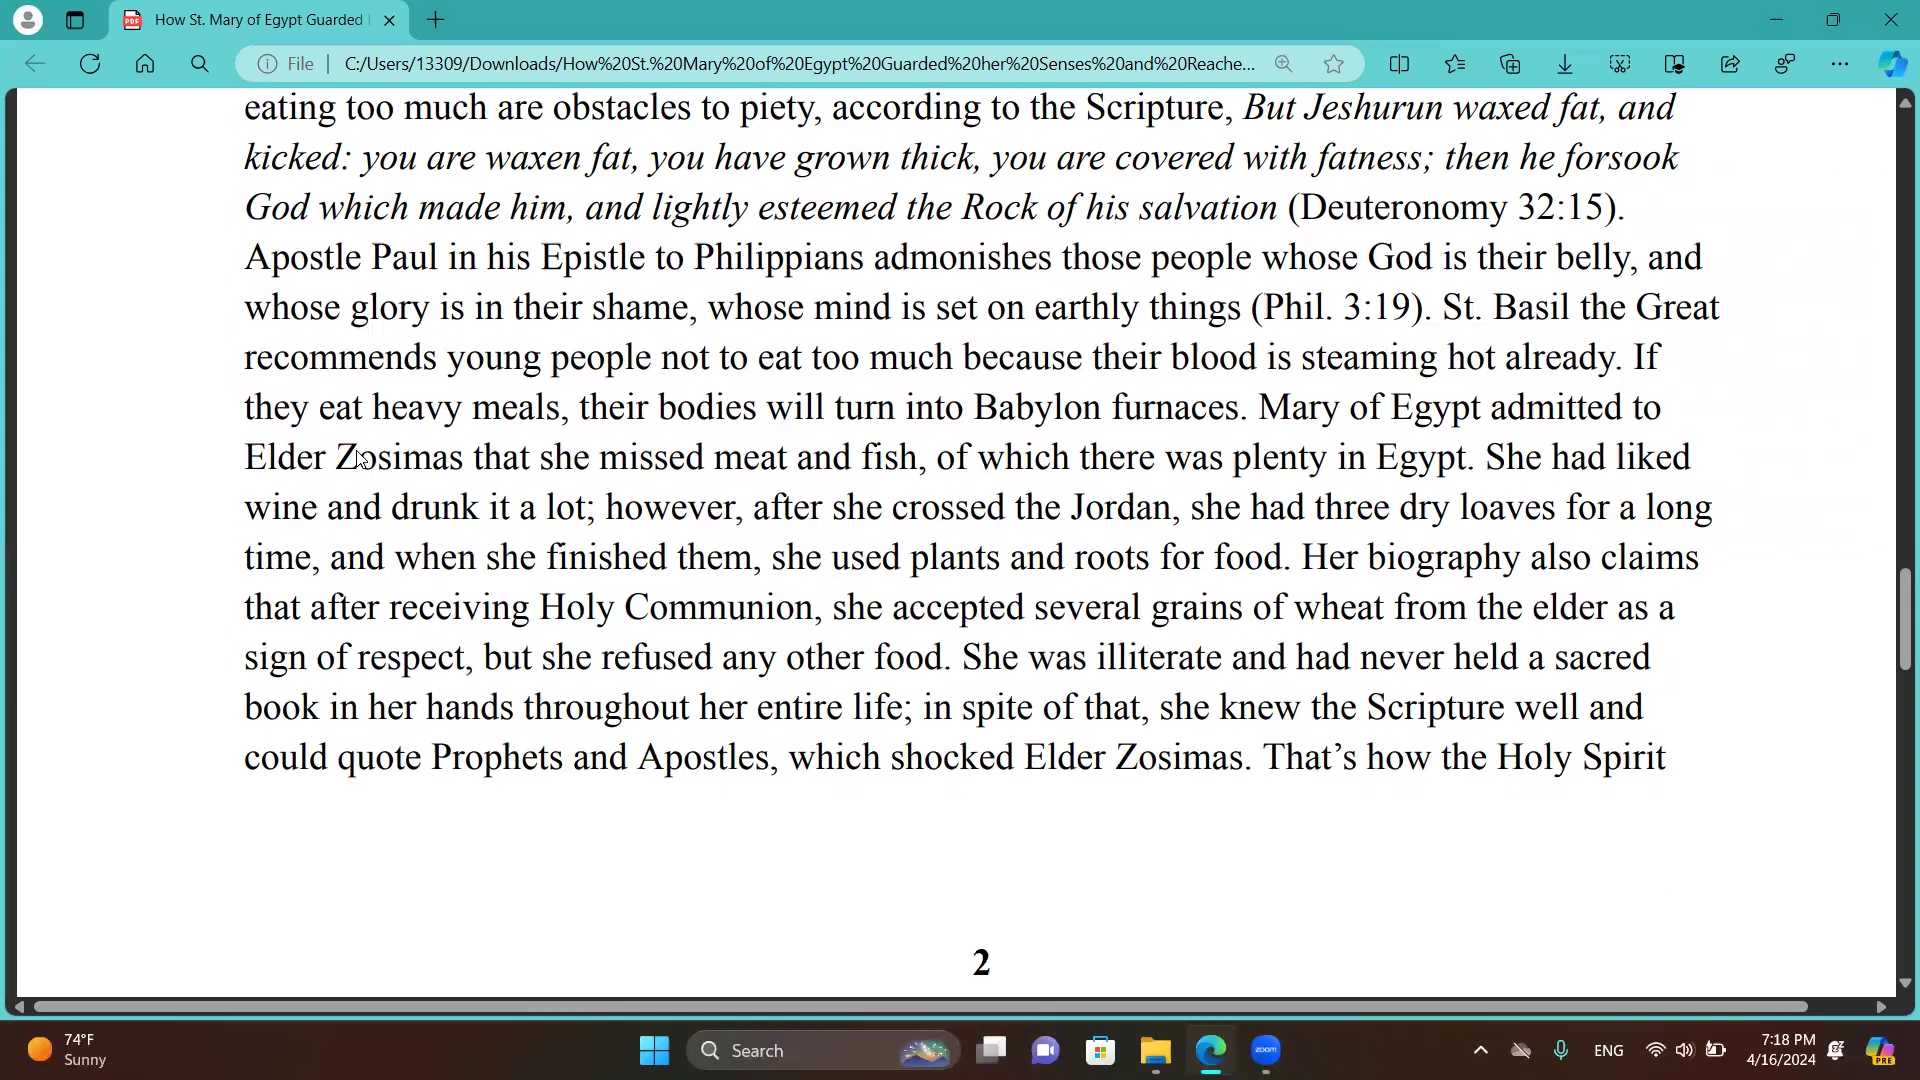 How St. Mary of Egypt Guarded
File
C:/Users/13309/Downloads/How%20St.%20Mary%20of%20Egypt%20Guarded%20her%20Senses%20and%20Reache...
eating too much are obstacles to piety, according to the Scripture, But Jeshurun waxed fat, and
kicked: you are waxen fat, you have grown thick, you are covered with fatness; then he forsook
God which made him, and lightly esteemed the Rock of his salvation (Deuteronomy 32:15).
Apostle Paul in his Epistle to Philippians admonishes those people whose God is their belly, and
whose glory is in their shame, whose mind is set on earthly things (Phil. 3:19). St. Basil the Great
recommends young people not to eat too much because their blood is steaming hot already. If
they eat heavy meals, their bodies will turn into Babylon furnaces. Mary of Egypt admitted to
Elder Zosimas that she missed meat and fish, of which there was plenty in Egypt. She had liked
wine and drunk it a lot; however, after she crossed the Jordan, she had three dry loaves for a long
time, and when she finished them, she used plants and roots for food. Her biography also claims
that after receiving Holy Communion, she accepted several grains of wheat from the elder as a
sign of respect, but she refused any other food. She was illiterate and had never held a sacred
book in her hands throughout her entire life; in spite of that, she knew the Scripture well and
could quote Prophets and Apostles, which shocked Elder Zosimas. That’s how the Holy Spirit
2
74°F
Sunny
Search
zoom
ENG
7:18 PM
4/16/2024
PRE